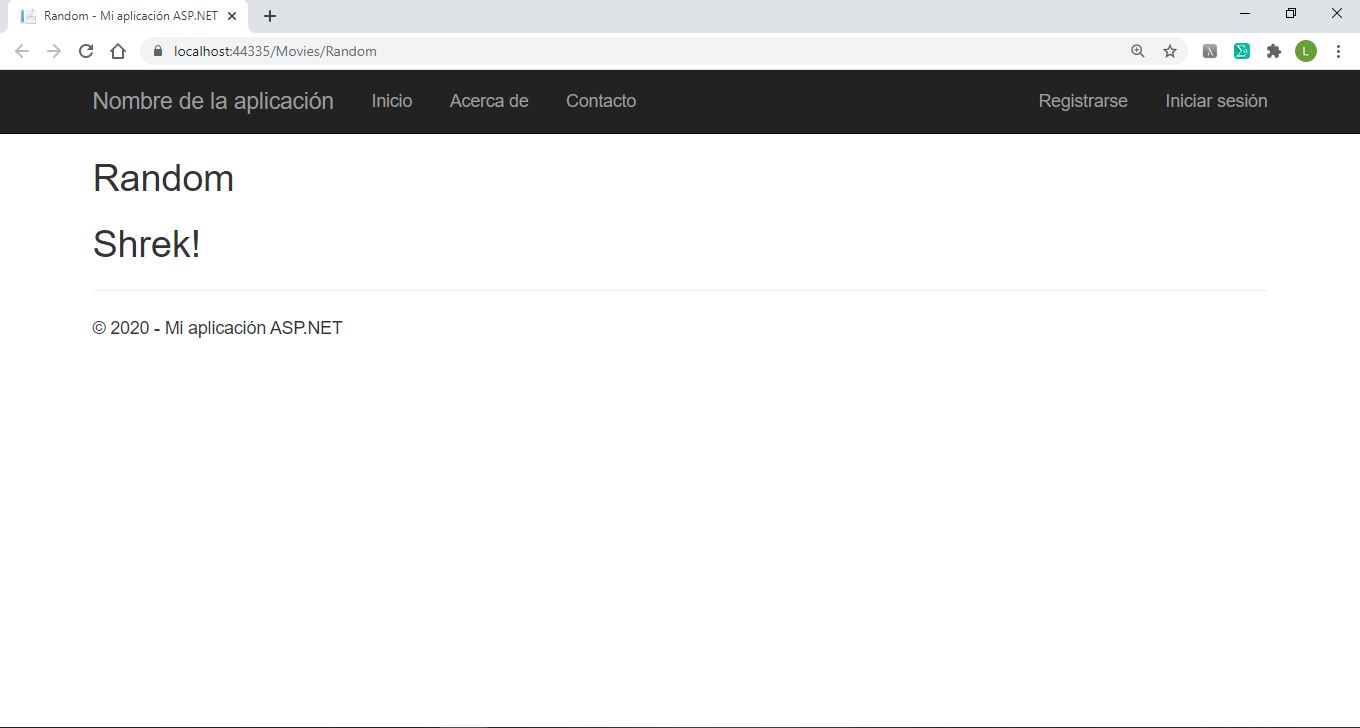 Random - Mi aplicación ASP.NET
localhost:44335/Movies/Random
L
Nombre de la aplicación Inicio Acerca de Contacto Registrarse Iniciar sesión
Random
Shrek!
© 2020 - Mi aplicación ASP.NET